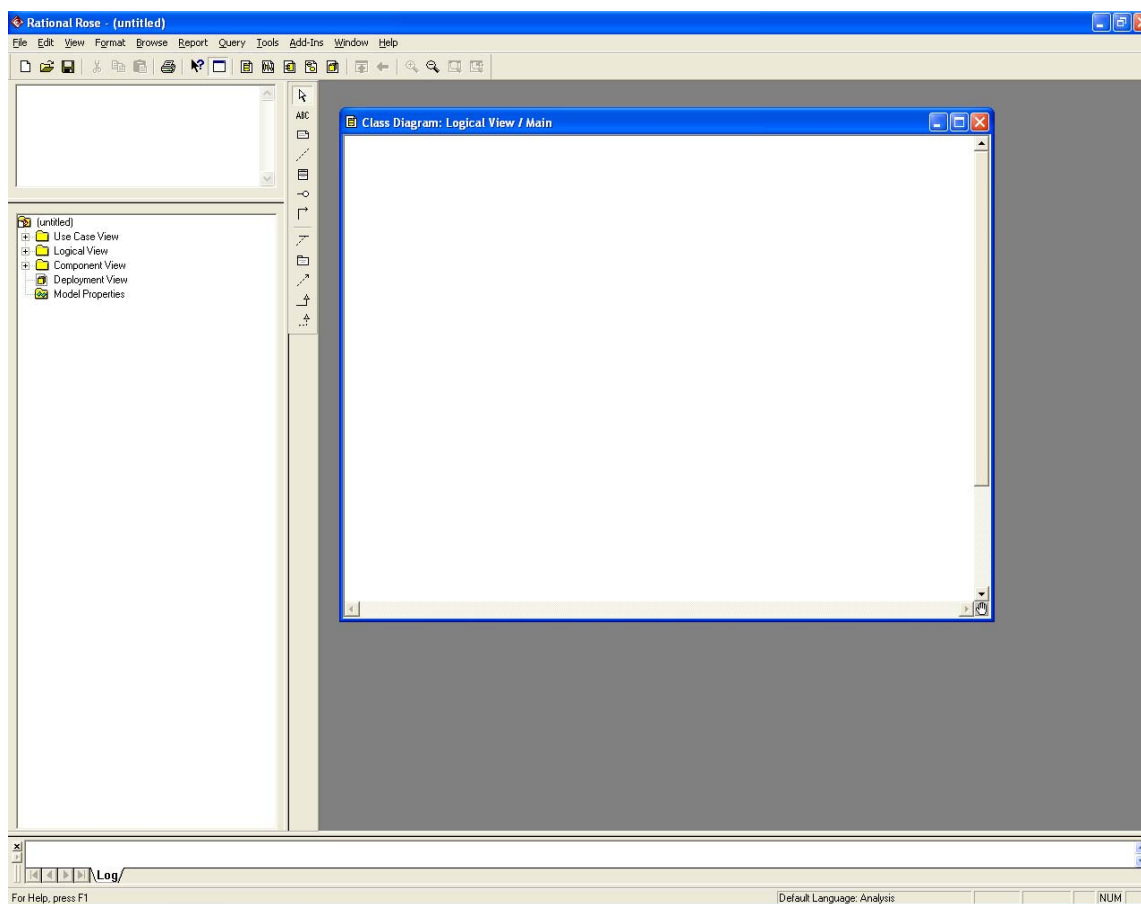 Rational Rose - (untitled)
File Edit View Format Browse Report Query Tools Add-Ins Window Help
ABC
Class Diagram: Logical View / Main
(untitled)
Use Case View
Logical View
Component View
Deployment View
Model Properties
Log
For Help, press F1
Default Language: Analysis
NUM